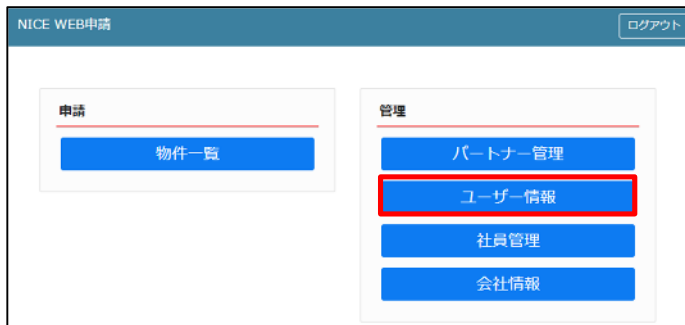 NICE WEB申請
ログアウト
申請
物件一覧
管理
パートナー管理
ユーザー情報
社員管理
会社情報